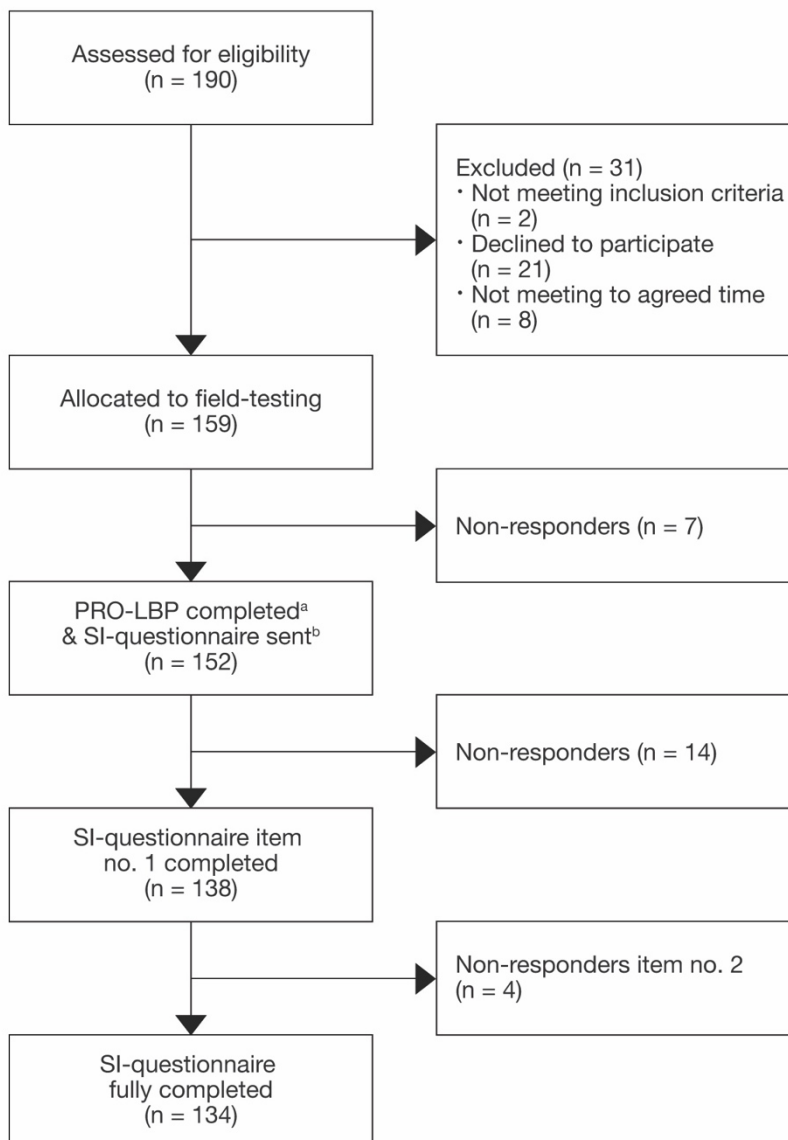 Assessed for eligibility
(n = 190)
Excluded (n = 31)
· Not meeting inclusion criteria
(n = 2)
· Declined to participate
(n = 21)
· Not meeting to agreed time
(n = 8)
Allocated to field-testing
(n = 159)
Non-responders (n = 7)
PRO-LBP completedᵃ
& SI-questionnaire sentᵇ
(n = 152)
Non-responders (n = 14)
SI-questionnaire item
no. 1 completed
(n = 138)
Non-responders item no. 2
(n = 4)
SI-questionnaire
fully completed
(n = 134)